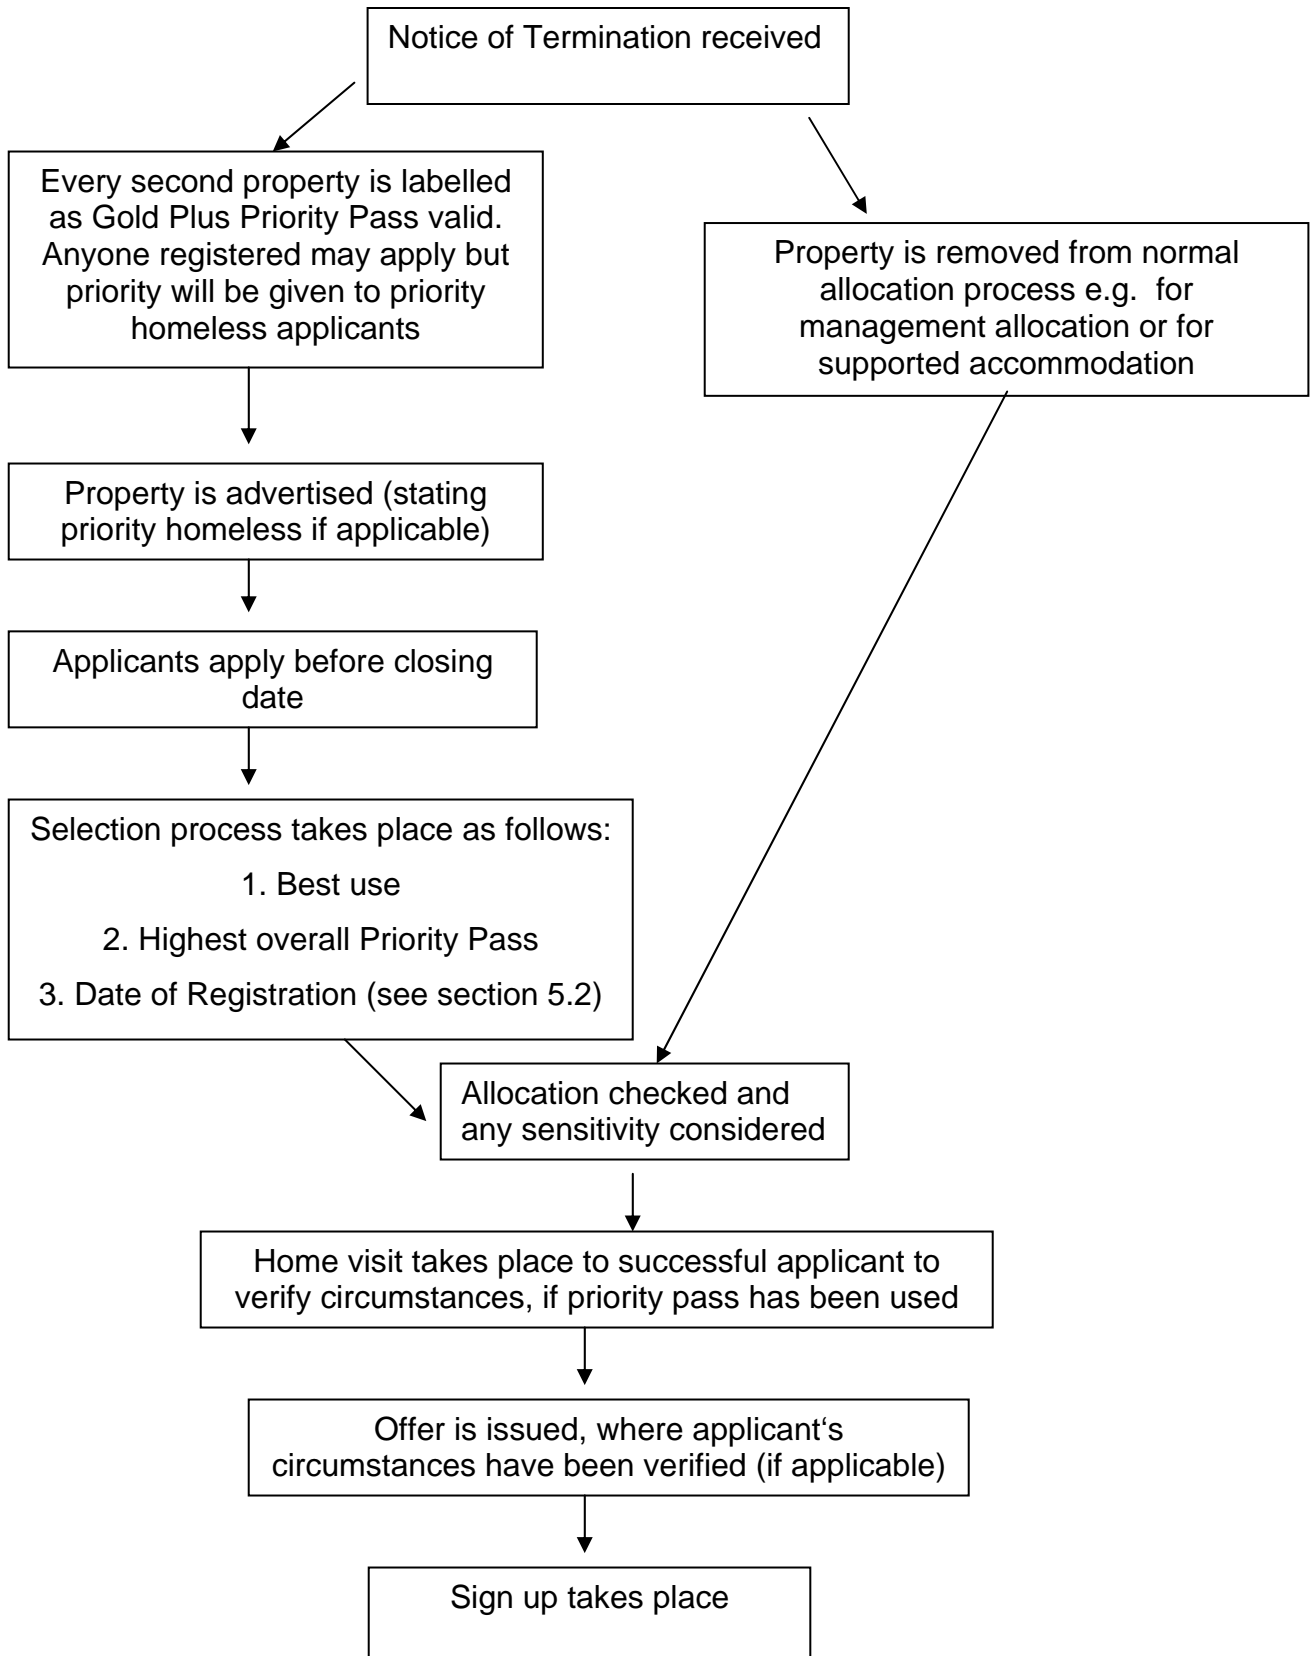 Notice of Termination received
Every second property is labelled
as Gold Plus Priority Pass valid.
Anyone registered may apply but
priority will be given to priority
homeless applicants
Property is removed from normal
allocation process e.g.  for
management allocation or for
supported accommodation
Property is advertised (stating
priority homeless if applicable)
Applicants apply before closing
date
Selection process takes place as follows:
1. Best use
2. Highest overall Priority Pass
3. Date of Registration (see section 5.2)
Allocation checked and
any sensitivity considered
Home visit takes place to successful applicant to
verify circumstances, if priority pass has been used
Offer is issued, where applicant‘s
circumstances have been verified (if applicable)
Sign up takes place